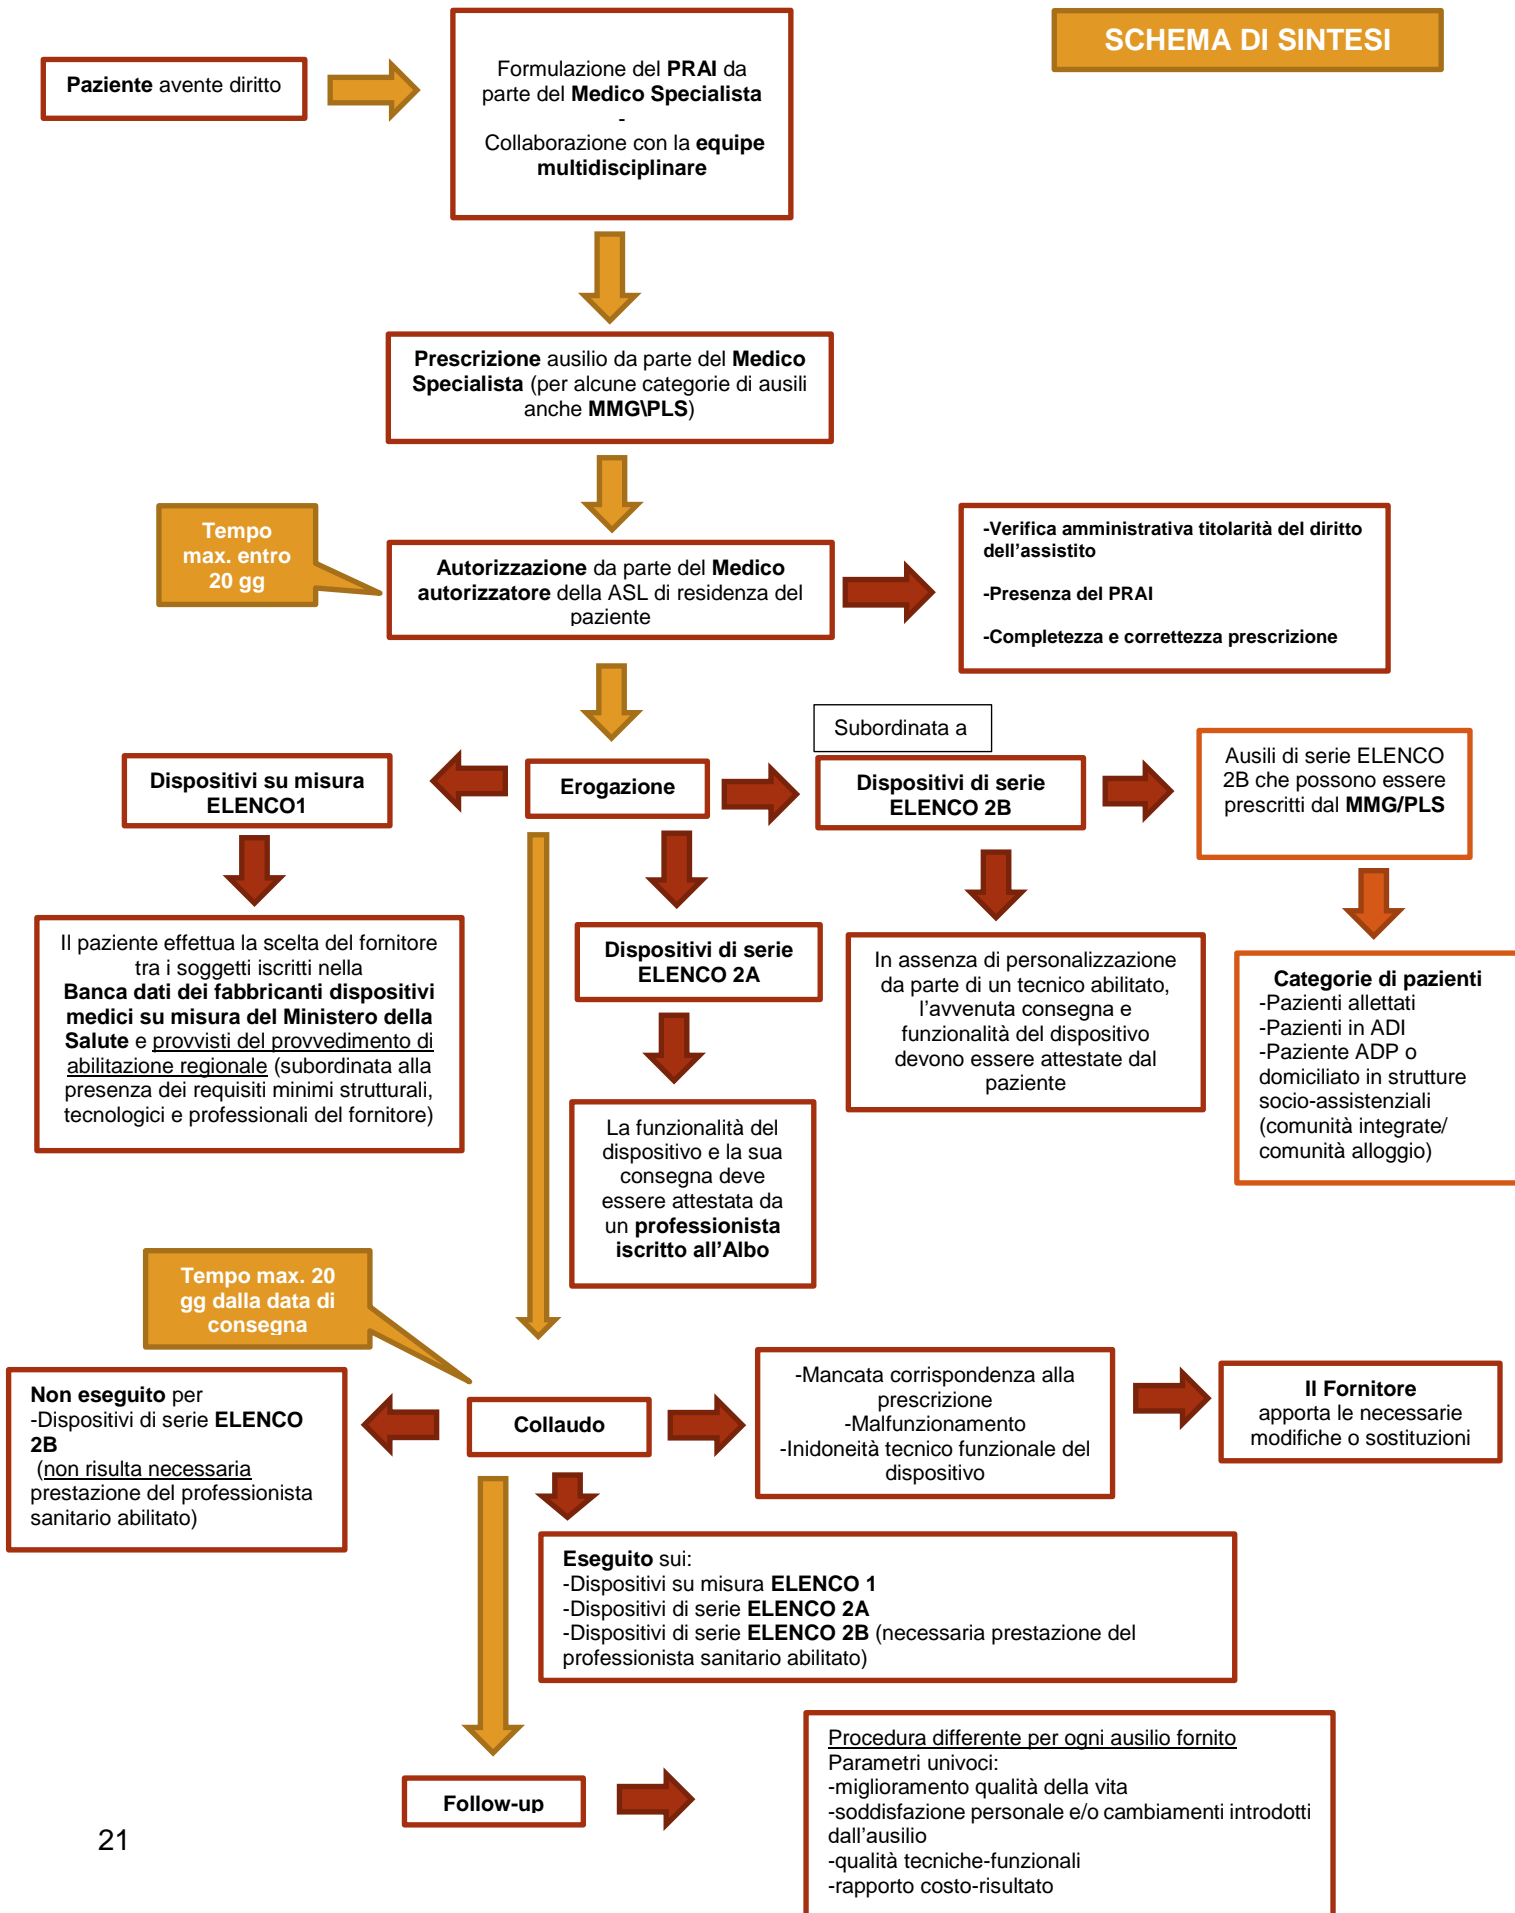 SCHEMA DI SINTESI
Paziente avente diritto
Formulazione del PRAI da
parte del Medico Specialista
-
Collaborazione con la equipe
multidisciplinare
Prescrizione ausilio da parte del Medico
Specialista (per alcune categorie di ausili
anche MMG\PLS)
Tempo
max. entro
20 gg
Autorizzazione da parte del Medico
autorizzatore della ASL di residenza del
paziente
-Verifica amministrativa titolarità del diritto
dell’assistito
-Presenza del PRAI
-Completezza e correttezza prescrizione
Subordinata a
Dispositivi su misura
ELENCO1
Erogazione
Dispositivi di serie
ELENCO 2B
Ausili di serie ELENCO
2B che possono essere
prescritti dal MMG/PLS
Il paziente effettua la scelta del fornitore
tra i soggetti iscritti nella
Banca dati dei fabbricanti dispositivi
medici su misura del Ministero della
Salute e provvisti del provvedimento di
abilitazione regionale (subordinata alla
presenza dei requisiti minimi strutturali,
tecnologici e professionali del fornitore)
Dispositivi di serie
ELENCO 2A
In assenza di personalizzazione
da parte di un tecnico abilitato,
l’avvenuta consegna e
funzionalità del dispositivo
devono essere attestate dal
paziente
Categorie di pazienti
-Pazienti allettati
-Pazienti in ADI
-Paziente ADP o
domiciliato in strutture
socio-assistenziali
(comunità integrate/
comunità alloggio)
La funzionalità del
dispositivo e la sua
consegna deve
essere attestata da
un professionista
iscritto all’Albo
Tempo max. 20
gg dalla data di
consegna
Non eseguito per
-Dispositivi di serie ELENCO
2B
(non risulta necessaria
prestazione del professionista
sanitario abilitato)
Collaudo
-Mancata corrispondenza alla
prescrizione
-Malfunzionamento
-Inidoneità tecnico funzionale del
dispositivo
Il Fornitore
apporta le necessarie
modifiche o sostituzioni
Eseguito sui:
-Dispositivi su misura ELENCO 1
-Dispositivi di serie ELENCO 2A
-Dispositivi di serie ELENCO 2B (necessaria prestazione del
professionista sanitario abilitato)
Follow-up
Procedura differente per ogni ausilio fornito
Parametri univoci:
-miglioramento qualità della vita
-soddisfazione personale e/o cambiamenti introdotti
dall’ausilio
-qualità tecniche-funzionali
-rapporto costo-risultato
21